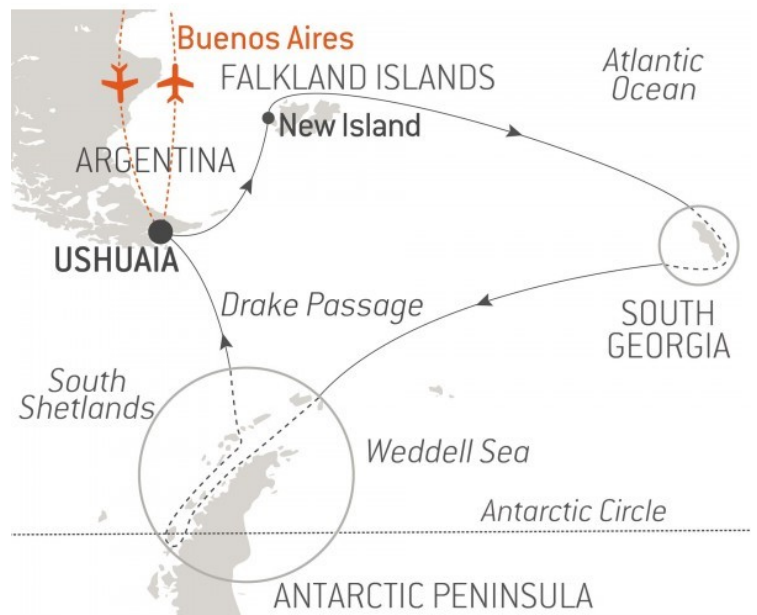 Buenos Aires
FALKLAND ISLANDS
Atlantic
Ocean
New Island
ARGENTINA
USHUAIA
Drake Passage
SOUTH
GEORGIA
South
Shetlands
Weddell Sea
Antarctic Circle
ANTARCTIC PENINSULA